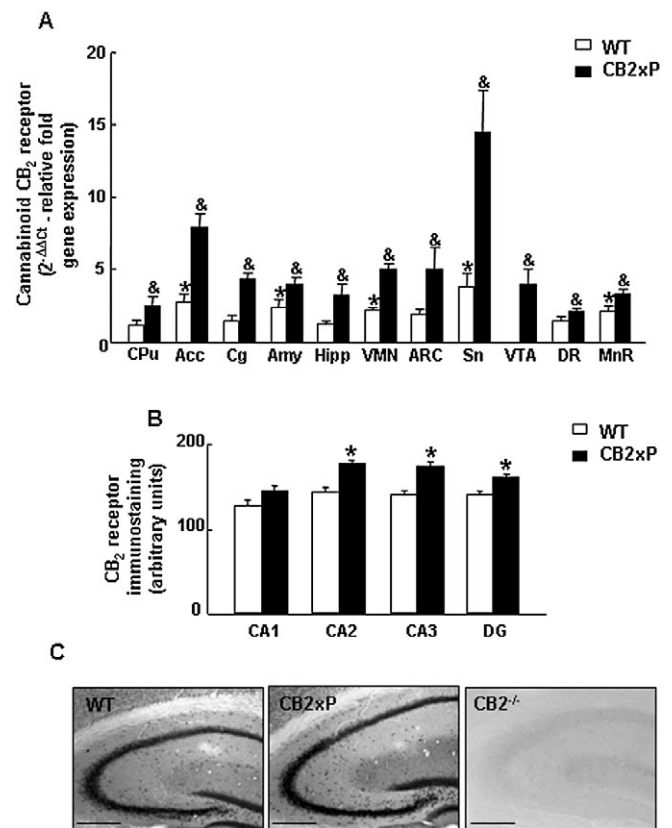 A
WT
CB2xP
Cannabinoid CB₂ receptor
(2^-ΔΔCt - relative fold
gene expression)
20
15
10
5
0
& & & & & & & & & & &
* * * * *
CPu Acc Cg Amy Hipp VMN ARC Sn VTA DR MnR
B
WT
CB2xP
CB₂ receptor
immunostaining
(arbitrary units)
200
100
0
* * *
CA1 CA2 CA3 DG
C
WT CB2xP CB2⁻/⁻